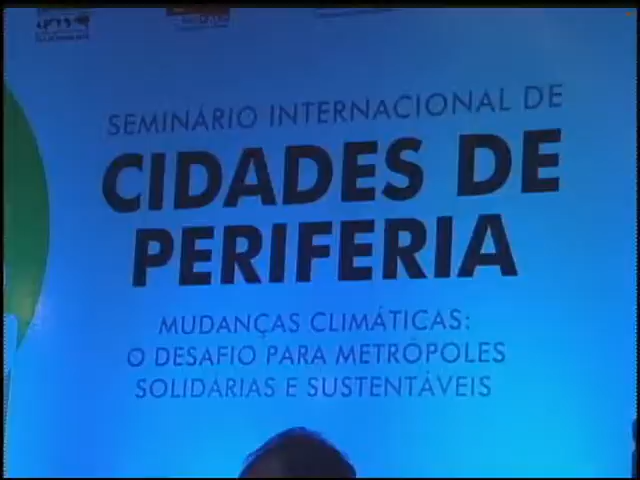 SEMINÁRIO INTERNACIONAL DE
CIDADES DE
PERIFERIA
MUDANÇAS CLIMÁTICAS:
O DESAFIO PARA METRÓPOLES
SOLIDÁRIAS E SUSTENTÁVEIS